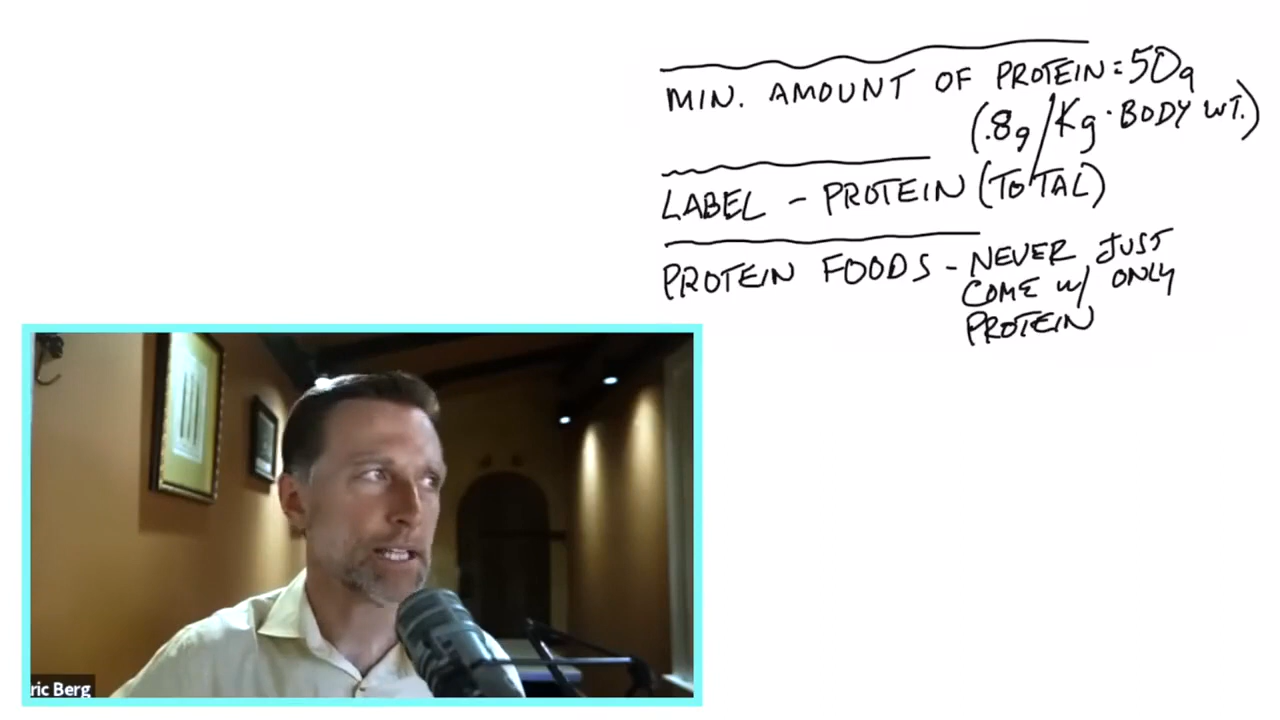 MIN. AMOUNT OF PROTEIN = 50g
(.8g/Kg · BODY WT.)
LABEL - PROTEIN (TOTAL)
PROTEIN FOODS - NEVER JUST
COME w/ ONLY
PROTEIN
ric Berg